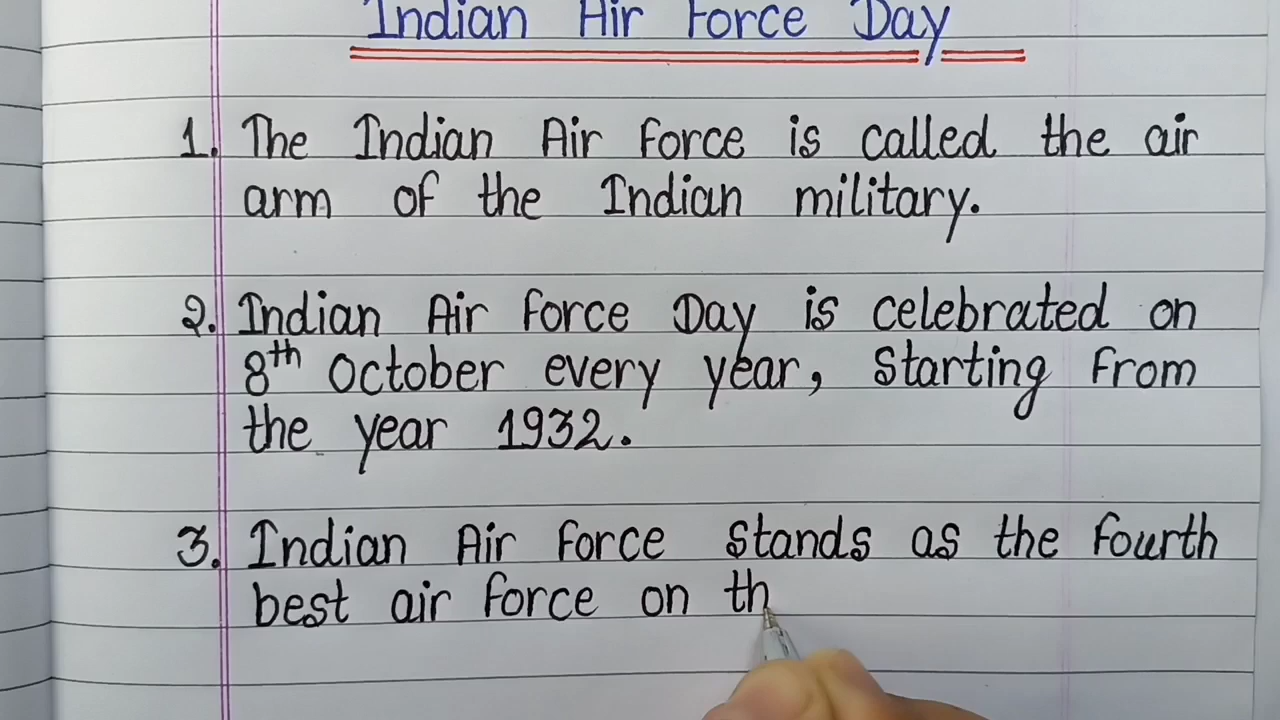 Indian Air Force Day
1. The Indian Air Force is called the air
arm of the Indian military.
2. Indian Air Force Day is celebrated on
8th October every year, Starting from
the year 1932.
3. Indian Air Force Stands as the fourth
best air force on th